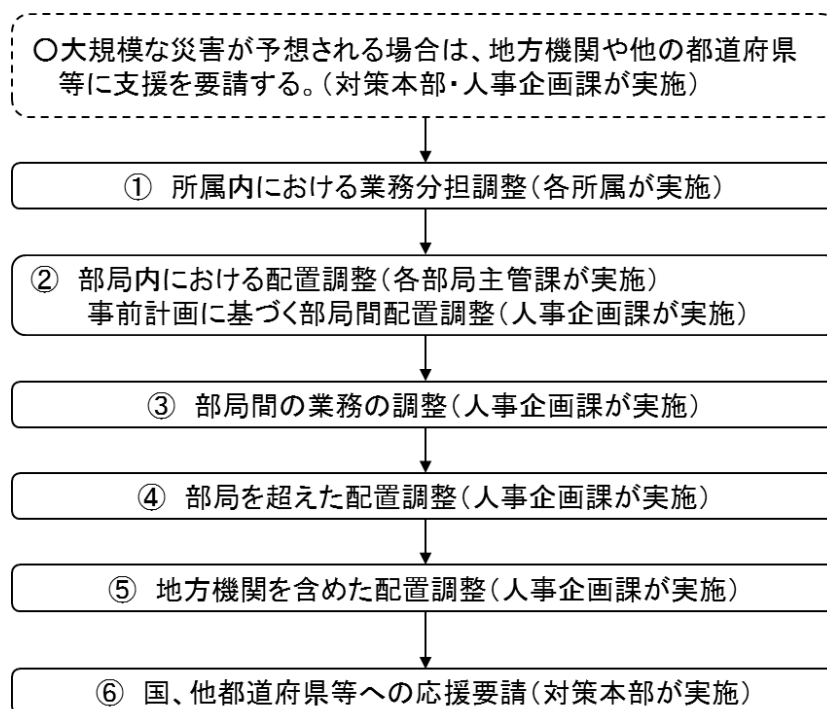 ○大規模な災害が予想される場合は、地方機関や他の都道府県
等に支援を要請する。(対策本部・人事企画課が実施)
① 所属内における業務分担調整(各所属が実施)
② 部局内における配置調整(各部局主管課が実施)
事前計画に基づく部局間配置調整(人事企画課が実施)
③ 部局間の業務の調整(人事企画課が実施)
④ 部局を超えた配置調整(人事企画課が実施)
⑤ 地方機関を含めた配置調整(人事企画課が実施)
⑥ 国、他都道府県等への応援要請(対策本部が実施)